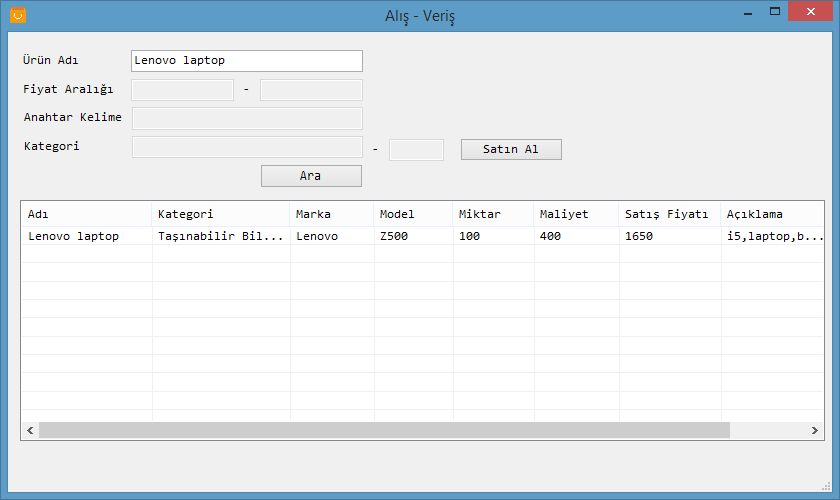 Alış - Veriş
Ürün Adı Lenovo laptop
Fiyat Aralığı -
Anahtar Kelime
Kategori - Satın Al
Ara
Adı Kategori Marka Model Miktar Maliyet Satış Fiyatı Açıklama
Lenovo laptop Taşınabilir Bil... Lenovo Z500 100 400 1650 i5,laptop,b...